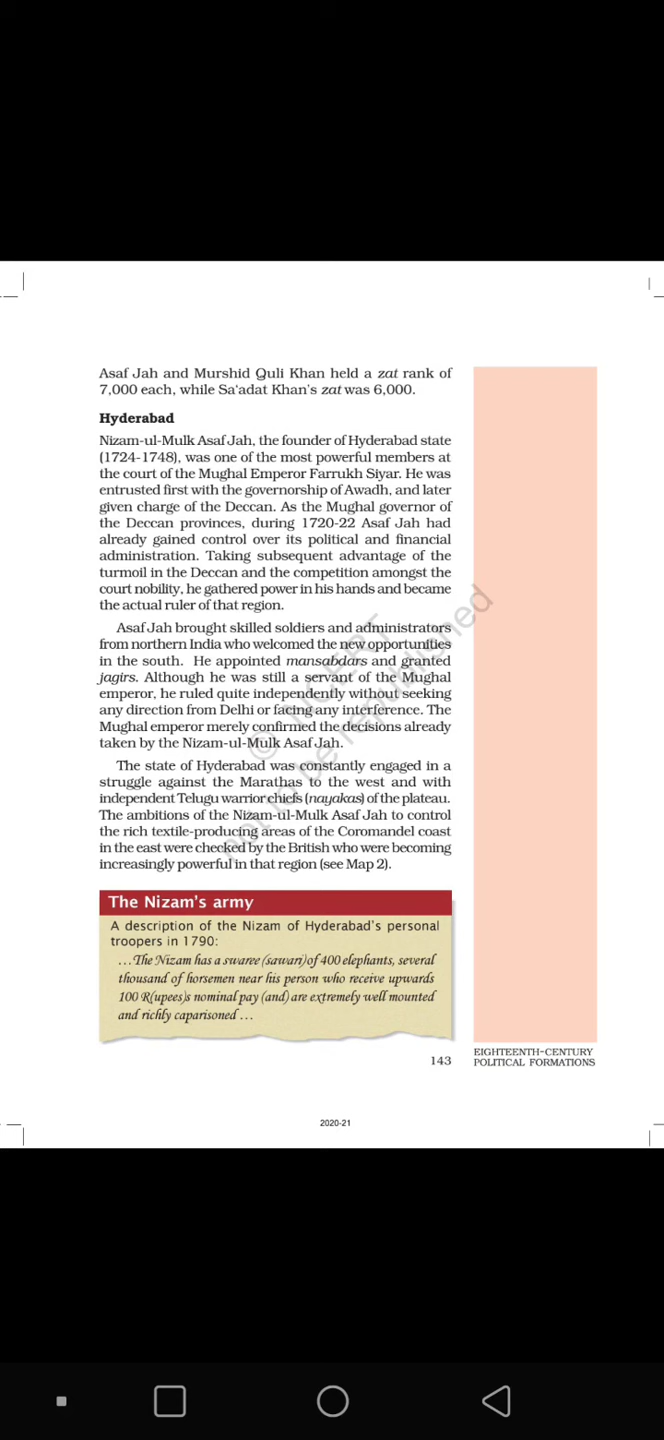 Asaf Jah and Murshid Quli Khan held a zat rank of
7,000 each, while Sa‘adat Khan's zat was 6,000.
Hyderabad
Nizam-ul-Mulk Asaf Jah, the founder of Hyderabad state
(1724-1748), was one of the most powerful members at
the court of the Mughal Emperor Farrukh Siyar. He was
entrusted first with the governorship of Awadh, and later
given charge of the Deccan. As the Mughal governor of
the Deccan provinces, during 1720-22 Asaf Jah had
already gained control over its political and financial
administration. Taking subsequent advantage of the
turmoil in the Deccan and the competition amongst the
court nobility, he gathered power in his hands and became
the actual ruler of that region.
Asaf Jah brought skilled soldiers and administrators
from northern India who welcomed the new opportunities
in the south. He appointed mansabdars and granted
jagirs. Although he was still a servant of the Mughal
emperor, he ruled quite independently without seeking
any direction from Delhi or facing any interference. The
Mughal emperor merely confirmed the decisions already
taken by the Nizam-ul-Mulk Asaf Jah.
The state of Hyderabad was constantly engaged in a
struggle against the Marathas to the west and with
independent Telugu warrior chiefs (nayakas) of the plateau.
The ambitions of the Nizam-ul-Mulk Asaf Jah to control
the rich textile-producing areas of the Coromandel coast
in the east were checked by the British who were becoming
increasingly powerful in that region (see Map 2).
© NCERT
not to be republished
The Nizam's army
A description of the Nizam of Hyderabad's personal
troopers in 1790:
…The Nizam has a swaree (sawari) of 400 elephants, several
thousand of horsemen near his person who receive upwards
100 R(upees)s nominal pay (and) are extremely well mounted
and richly caparisoned …
143
EIGHTEENTH-CENTURY
POLITICAL FORMATIONS
2020-21